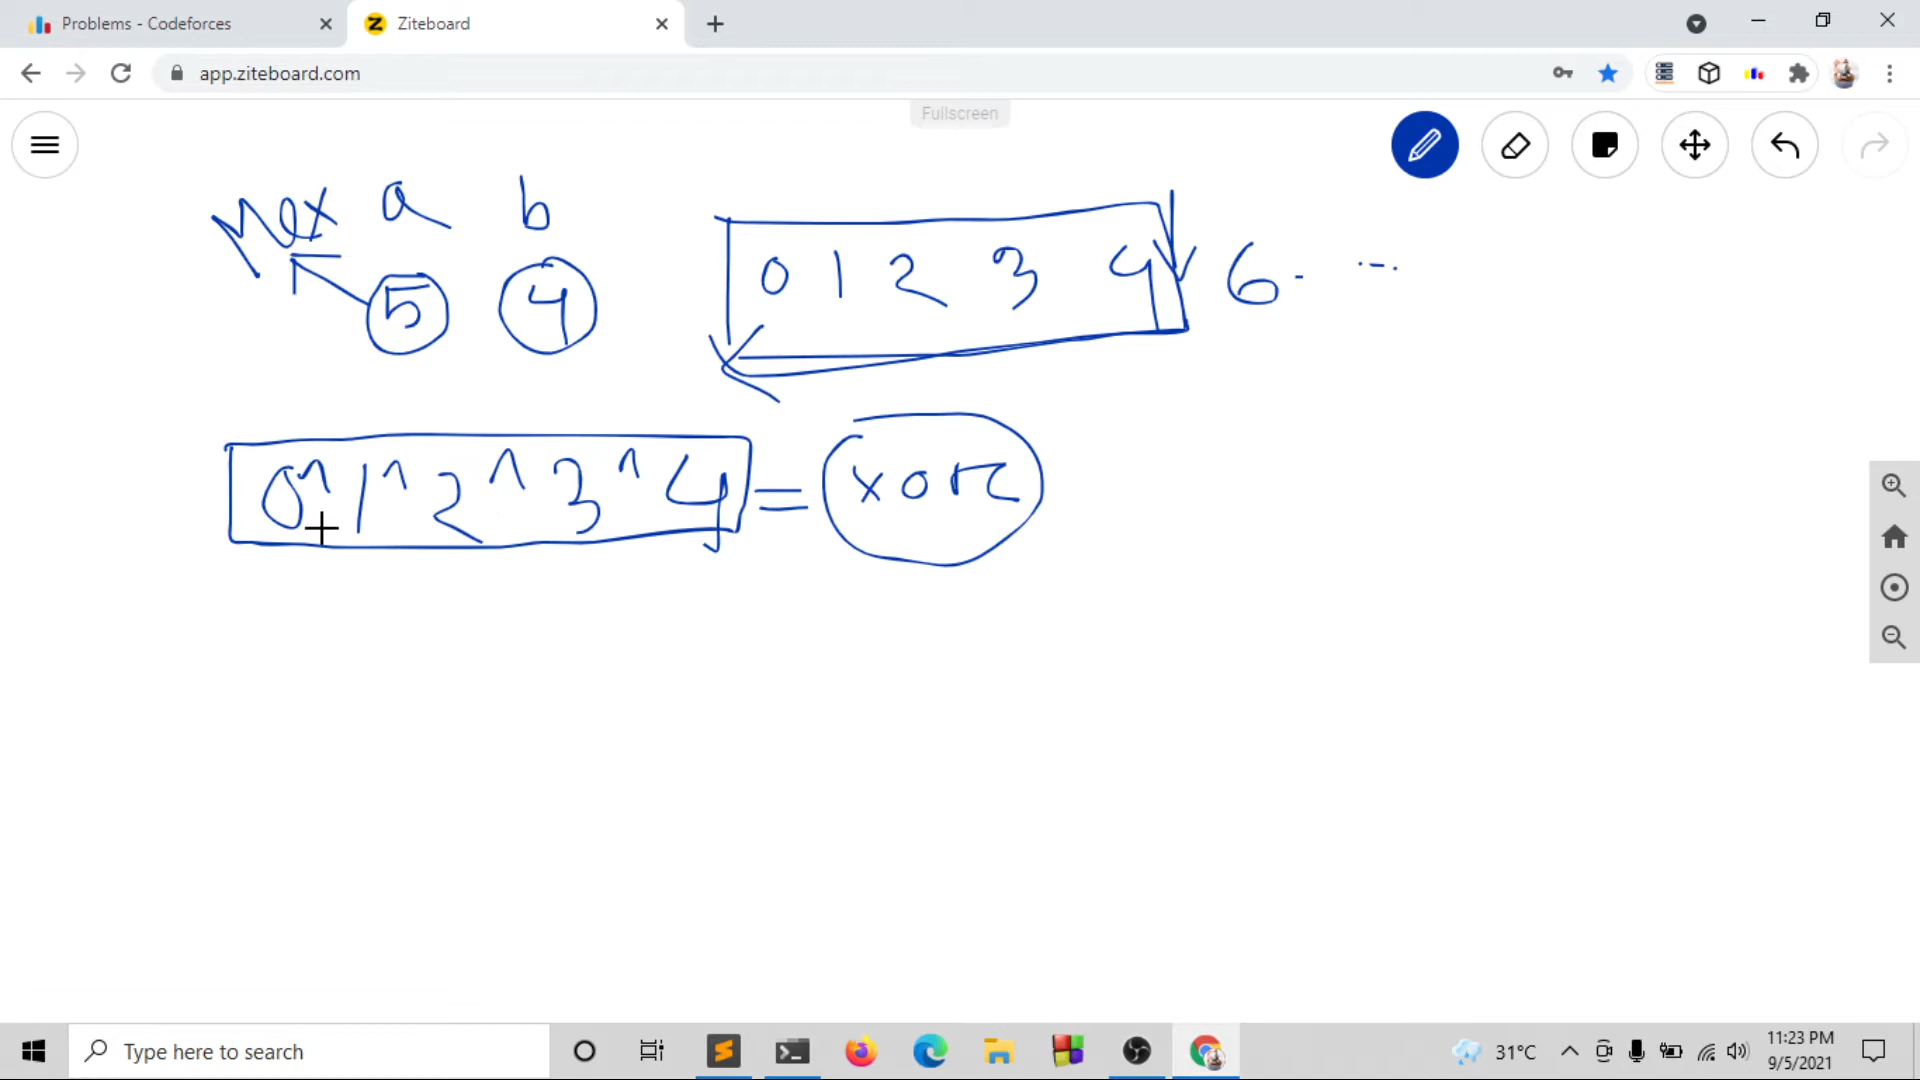 Problems - Codeforces
Ziteboard
app.ziteboard.com
Fullscreen
Mex a b
5 4
0 1 2 3 4 6 . ...
0^1^2^3^4 = xor
Type here to search
31°C
11:23 PM
9/5/2021